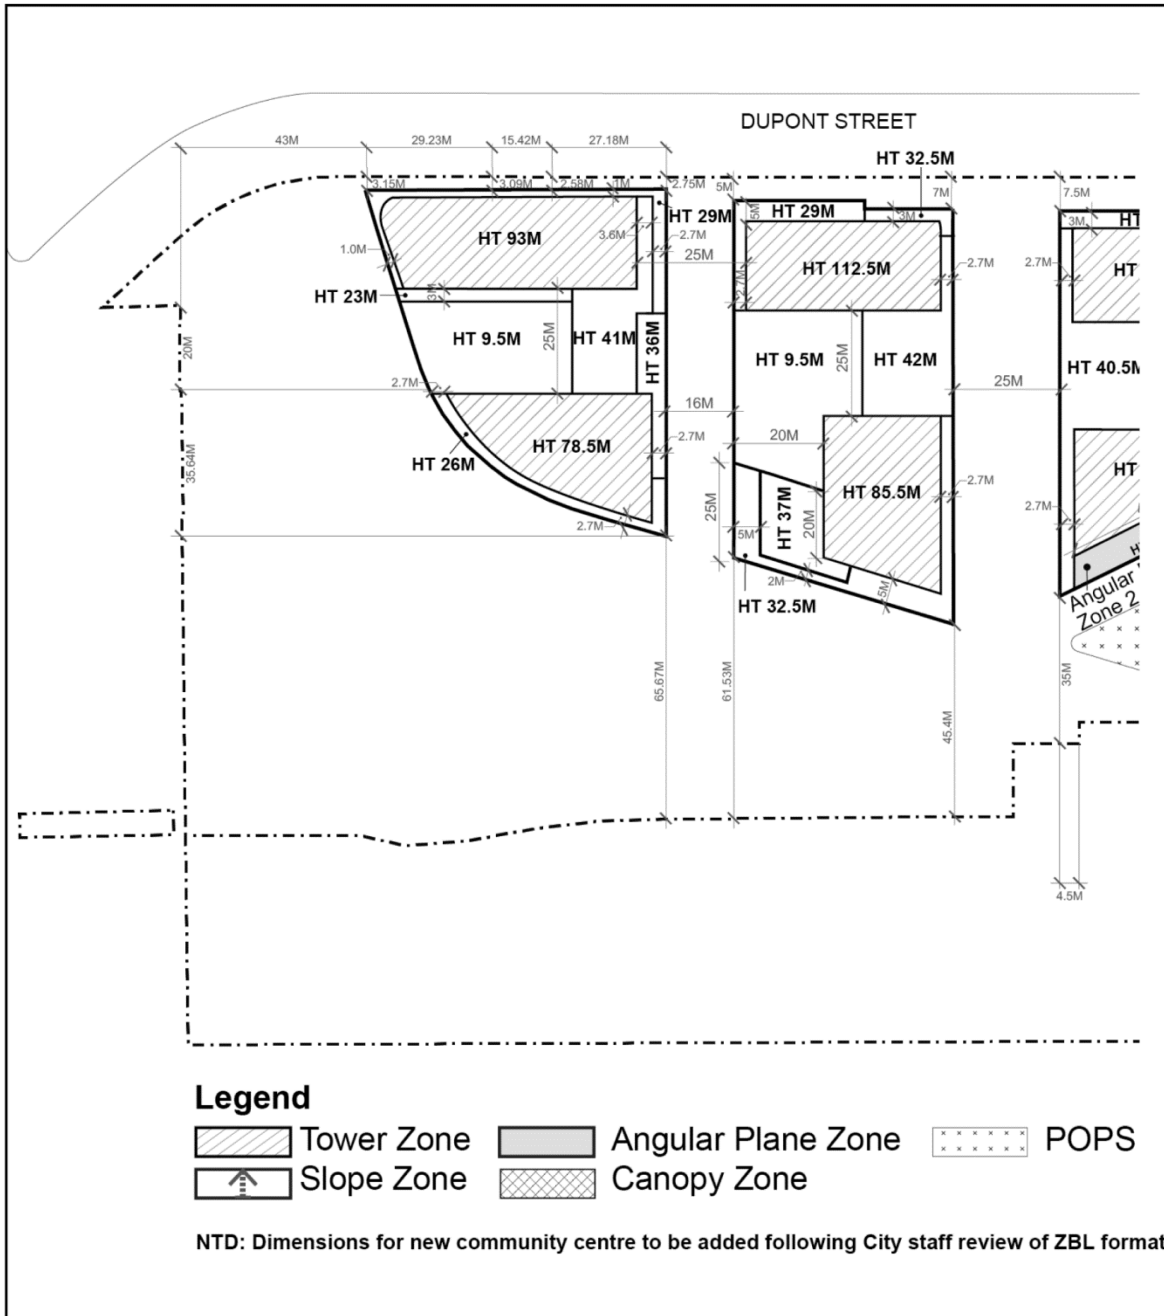 DUPONT STREET
43M
29.23M
15.42M
27.18M
HT 32.5M
3.15M
3.09M
2.58M
1M
2.75M
5M
7M
7.5M
HT 29M
5M
HT 29M
3M
3M
HT
HT 93M
3.6M
2.7M
1.0M
25M
HT 112.5M
2.7M
2.7M
HT
2.7M
HT 23M
3M
HT 9.5M
25M
HT 41M
HT 36M
HT 9.5M
25M
HT 42M
HT 40.5M
20M
2.7M
25M
16M
20M
HT 78.5M
2.7M
HT 26M
35.64M
2.7M
25M
HT 37M
20M
HT 85.5M
2.7M
HT
2.7M
5M
2M
5M
HT 32.5M
Angular
Zone 2
65.67M
61.53M
45.4M
35M
4.5M
Legend
Tower Zone
Angular Plane Zone
POPS
Slope Zone
Canopy Zone
NTD: Dimensions for new community centre to be added following City staff review of ZBL format